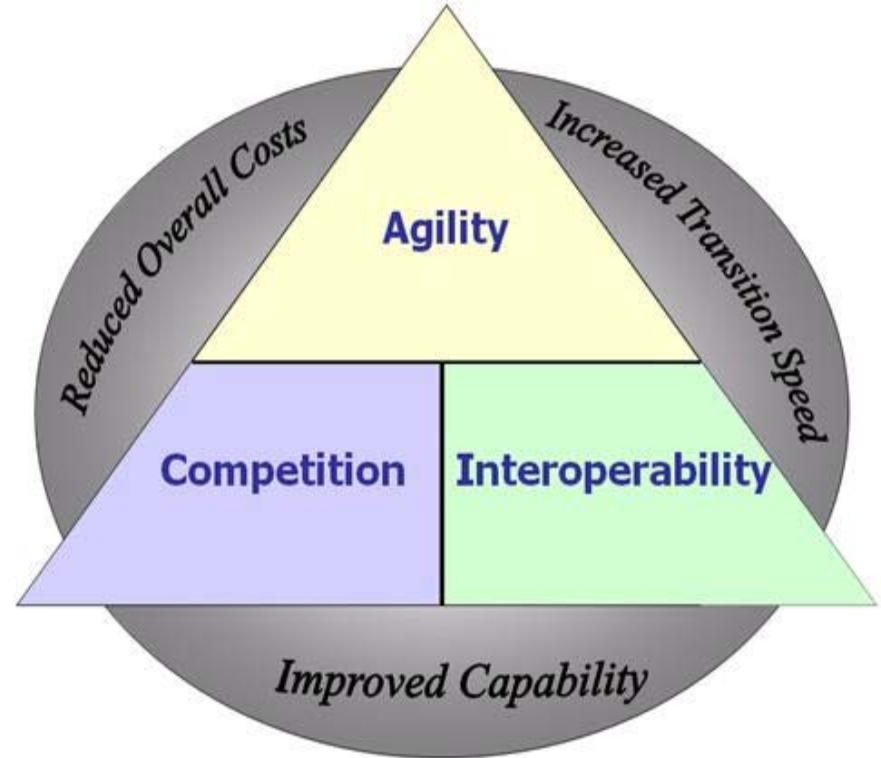 Reduced Overall Costs
Increased Transition Speed
Agility
Competition
Interoperability
Improved Capability